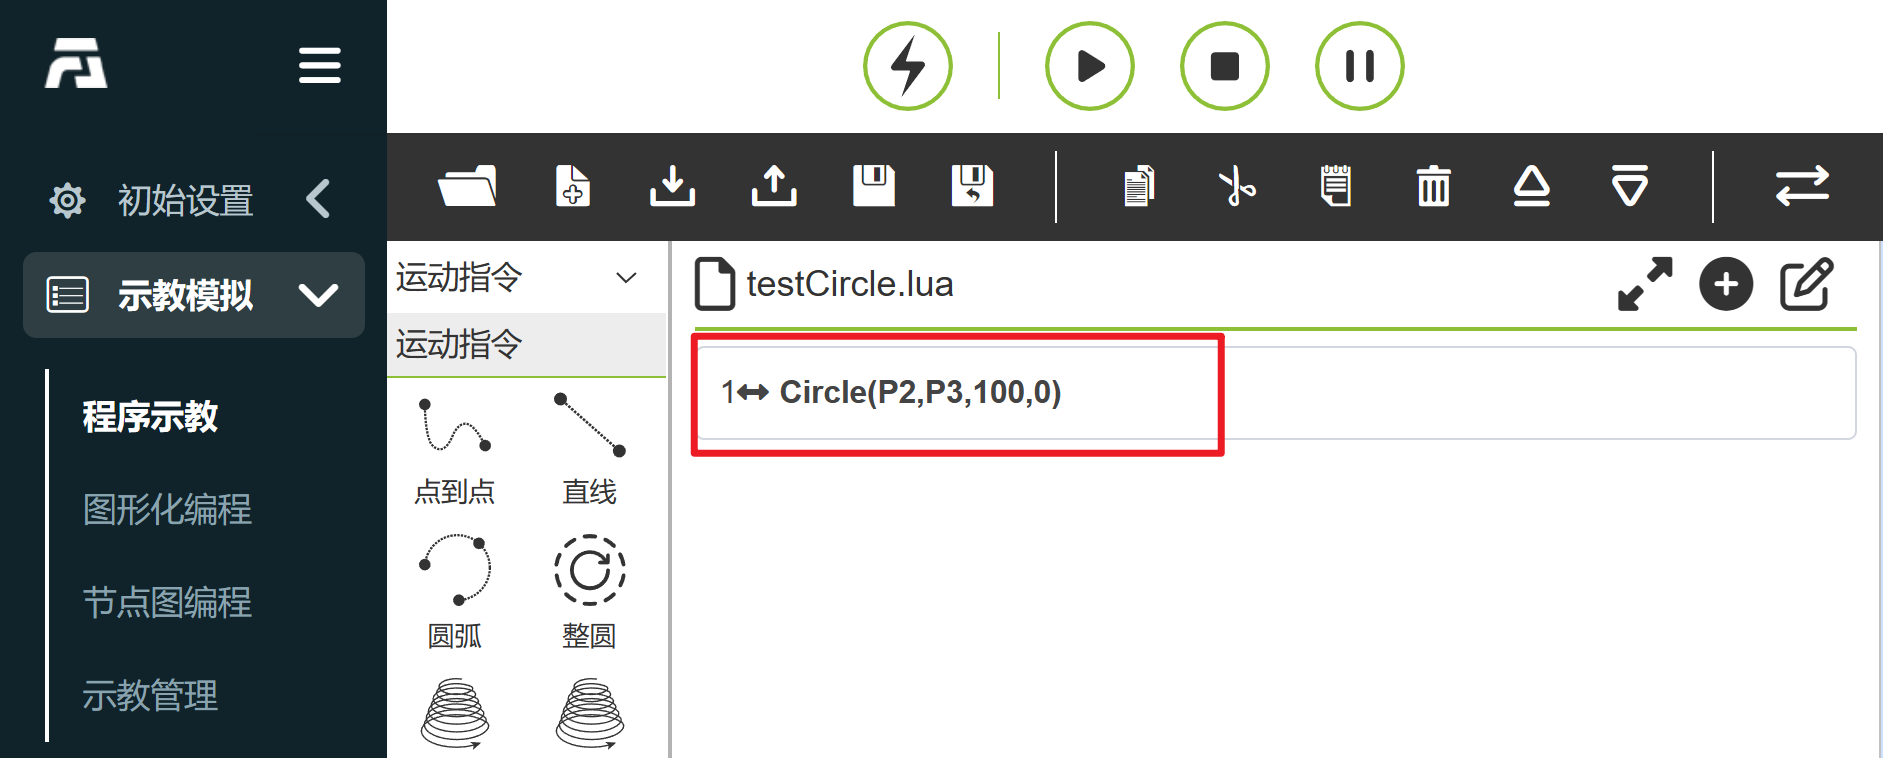 初始设置
示教模拟
程序示教
图形化编程
节点图编程
示教管理
运动指令
运动指令
点到点
直线
圆弧
整圆
testCircle.lua
1 Circle(P2,P3,100,0)